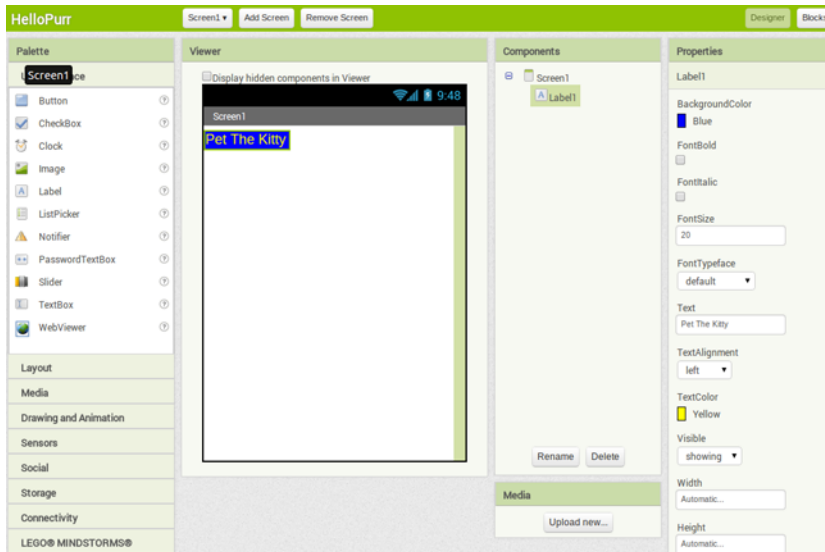 HelloPurr
Screen1 ▾ Add Screen Remove Screen
Designer Blocks
Palette
Screen1
Button
CheckBox
Clock
Image
Label
ListPicker
Notifier
PasswordTextBox
Slider
TextBox
WebViewer
Layout
Media
Drawing and Animation
Sensors
Social
Storage
Connectivity
LEGO® MINDSTORMS®
Viewer
Display hidden components in Viewer
9:48
Screen1
Pet The Kitty
Components
Screen1
A Label1
Rename Delete
Media
Upload new...
Properties
Label1
BackgroundColor
Blue
FontBold
FontItalic
FontSize
20
FontTypeface
default
Text
Pet The Kitty
TextAlignment
left
TextColor
Yellow
Visible
showing
Width
Automatic...
Height
Automatic...